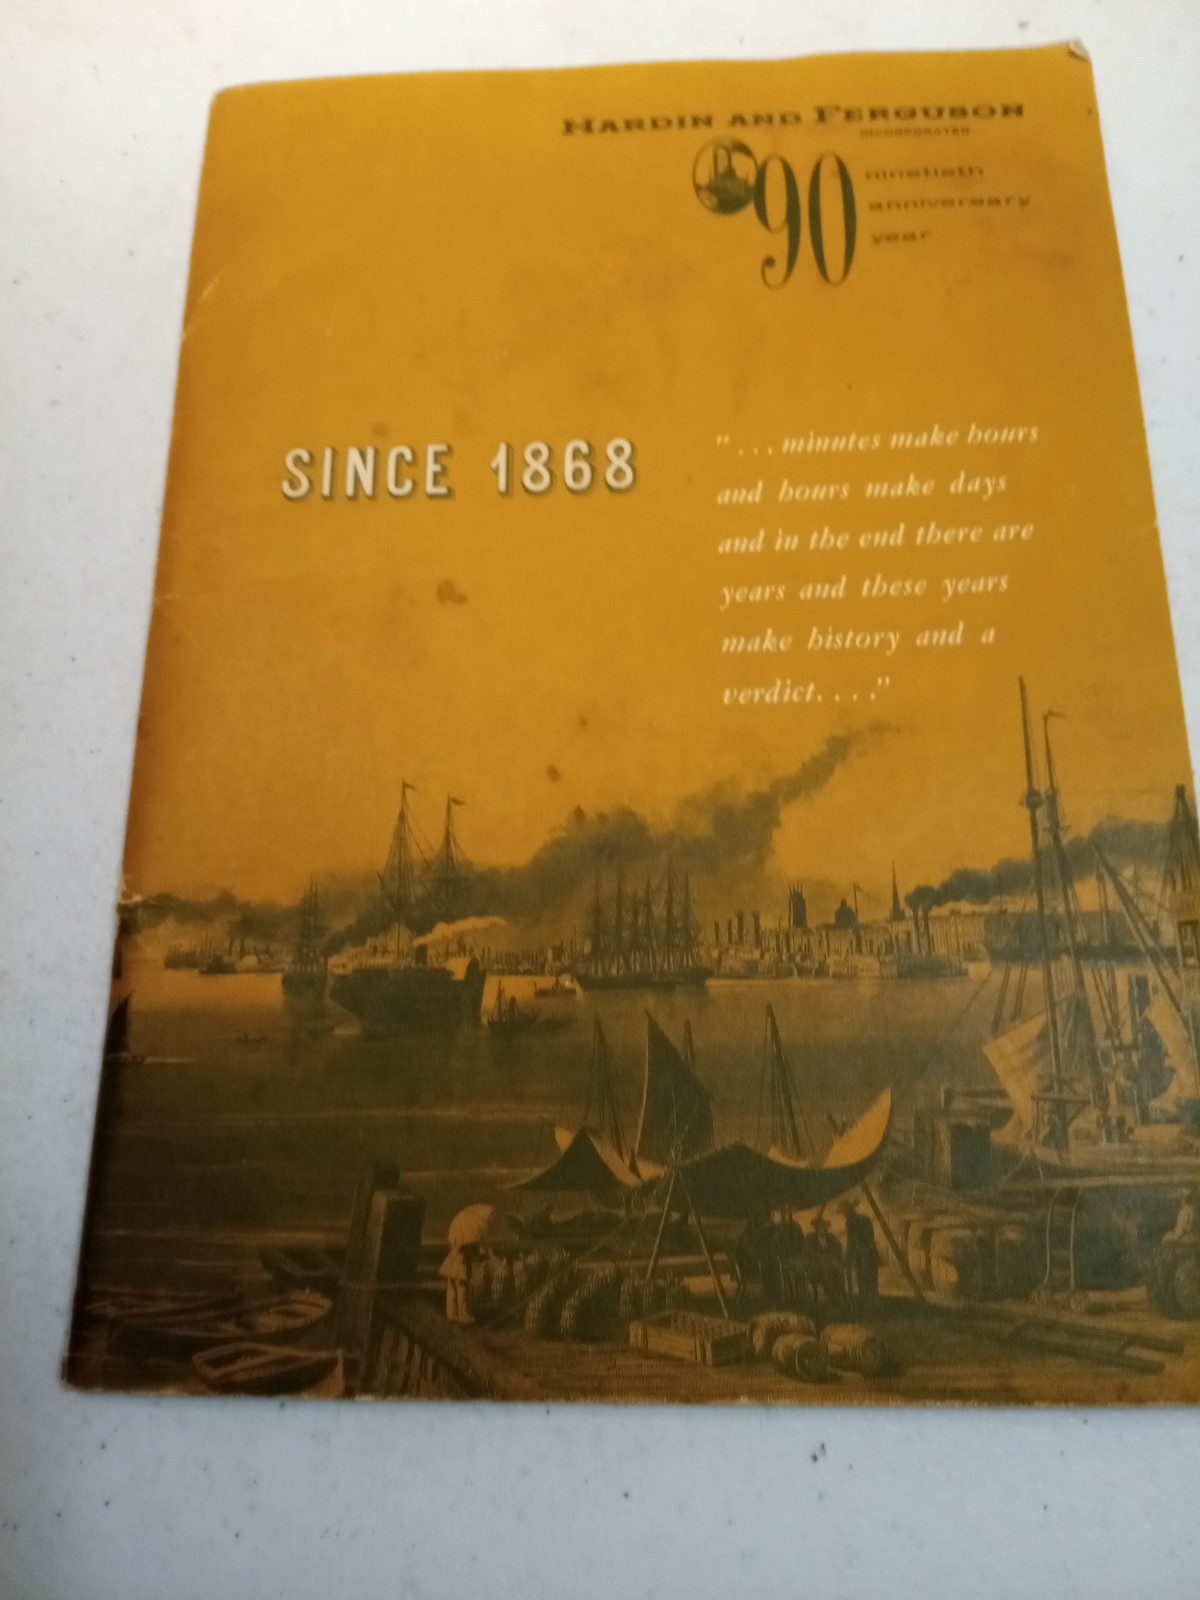 HARDIN AND FERGUSON
INCORPORATED
90
ninetieth
anniversary
year
SINCE 1868
"... minutes make hours
and hours make days
and in the end there are
years and these years
make history and a
verdict. . . ."